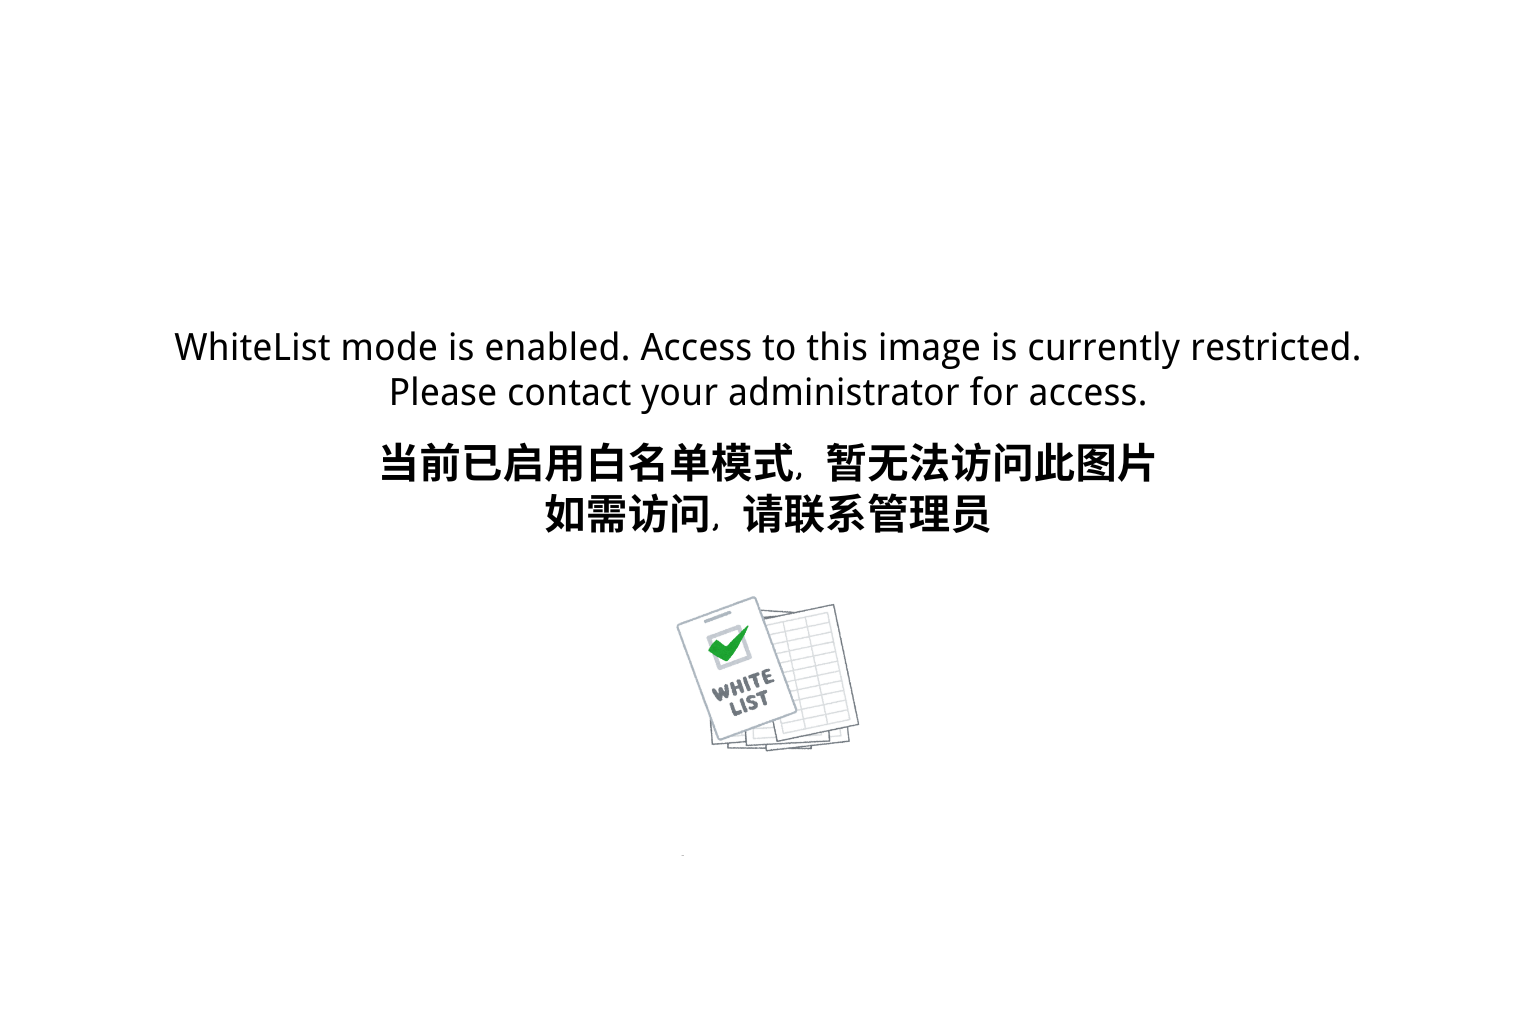 WhiteList mode is enabled. Access to this image is currently restricted.
Please contact your administrator for access.
当前已启用白名单模式, 暂无法访问此图片
如需访问, 请联系管理员
WHITE
LIST